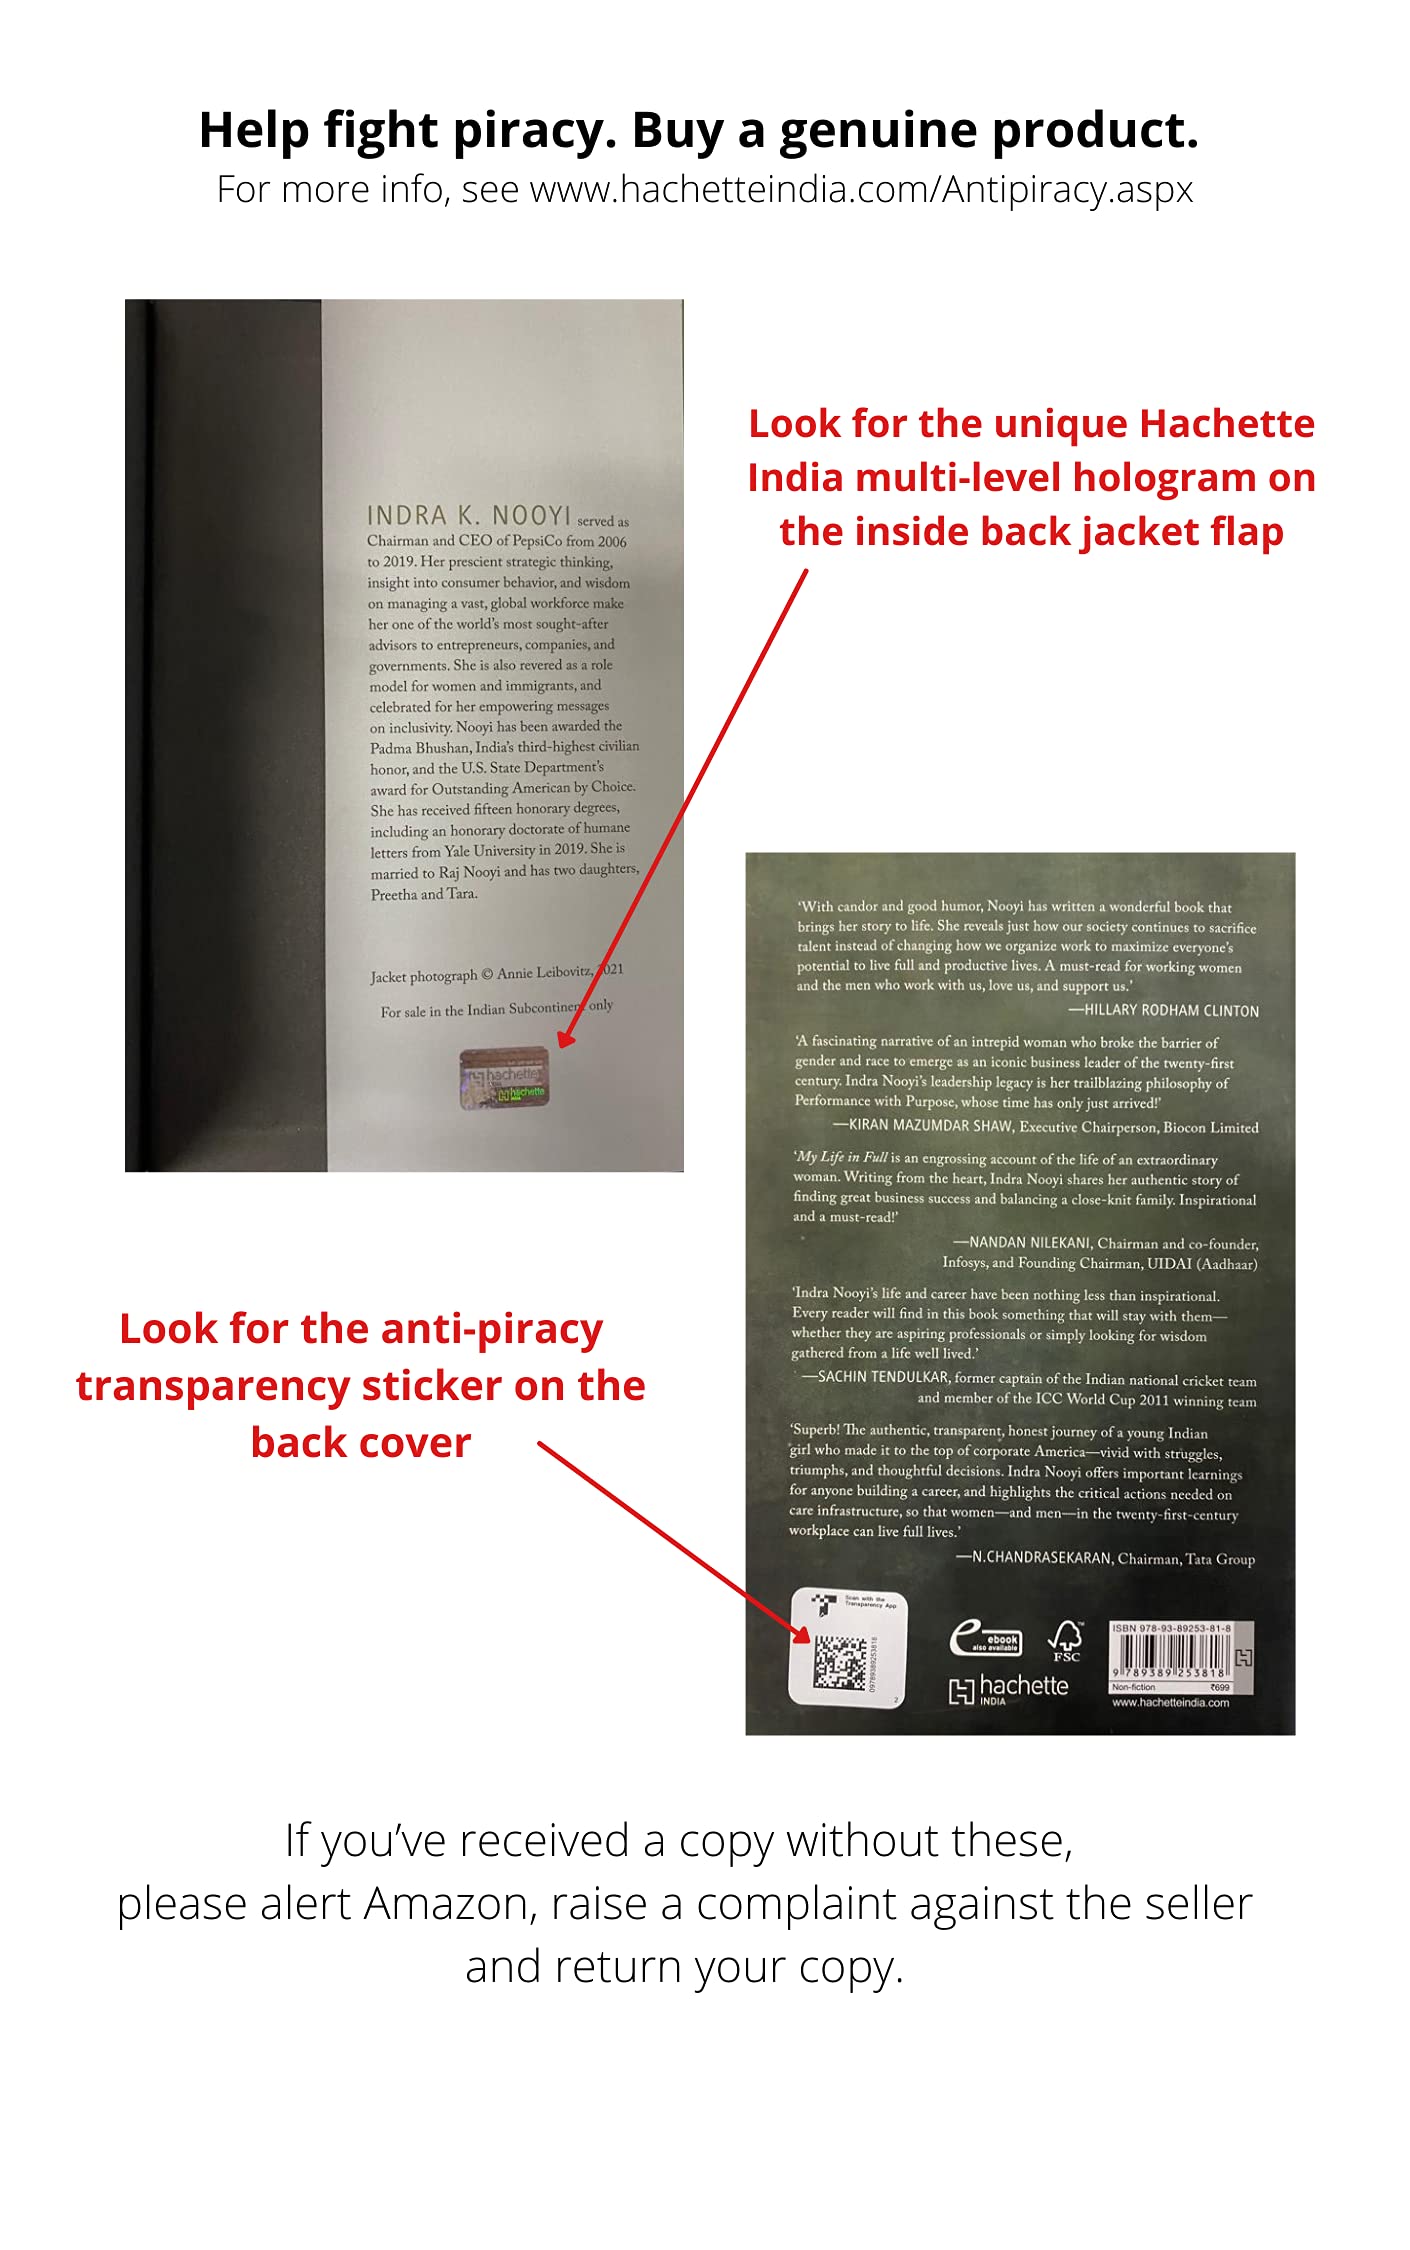 Help fight piracy. Buy a genuine product.
For more info, see www.hachetteindia.com/Antipiracy.aspx
Look for the unique Hachette
India multi-level hologram on
the inside back jacket flap
INDRA K. NOOYI served as
Chairman and CEO of PepsiCo from 2006
to 2019. Her prescient strategic thinking,
insight into consumer behavior, and wisdom
on managing a vast, global workforce make
her one of the world's most sought-after
advisors to entrepreneurs, companies, and
governments. She is also revered as a role
model for women and immigrants, and
celebrated for her empowering messages
on inclusivity. Nooyi has been awarded the
Padma Bhushan, India's third-highest civilian
honor, and the U.S. State Department's
award for Outstanding American by Choice.
She has received fifteen honorary degrees,
including an honorary doctorate of humane
letters from Yale University in 2019. She is
married to Raj Nooyi and has two daughters,
Preetha and Tara.
Jacket photograph © Annie Leibovitz, 2021
For sale in the Indian Subcontinent only
hachette
hachette
Look for the anti-piracy
transparency sticker on the
back cover
'With candor and good humor, Nooyi has written a wonderful book that
brings her story to life. She reveals just how our society continues to sacrifice
talent instead of changing how we organize work to maximize everyone's
potential to live full and productive lives. A must-read for working women
and the men who work with us, love us, and support us.'
—HILLARY RODHAM CLINTON
'A fascinating narrative of an intrepid woman who broke the barrier of
gender and race to emerge as an iconic business leader of the twenty-first
century. Indra Nooyi's leadership legacy is her trailblazing philosophy of
Performance with Purpose, whose time has only just arrived!'
—KIRAN MAZUMDAR SHAW, Executive Chairperson, Biocon Limited
'My Life in Full is an engrossing account of the life of an extraordinary
woman. Writing from the heart, Indra Nooyi shares her authentic story of
finding great business success and balancing a close-knit family. Inspirational
and a must-read!'
—NANDAN NILEKANI, Chairman and co-founder,
Infosys, and Founding Chairman, UIDAI (Aadhaar)
'Indra Nooyi's life and career have been nothing less than inspirational.
Every reader will find in this book something that will stay with them—
whether they are aspiring professionals or simply looking for wisdom
gathered from a life well lived.'
—SACHIN TENDULKAR, former captain of the Indian national cricket team
and member of the ICC World Cup 2011 winning team
'Superb! The authentic, transparent, honest journey of a young Indian
girl who made it to the top of corporate America—vivid with struggles,
triumphs, and thoughtful decisions. Indra Nooyi offers important learnings
for anyone building a career, and highlights the critical actions needed on
care infrastructure, so that women—and men—in the twenty-first-century
workplace can live full lives.'
—N.CHANDRASEKARAN, Chairman, Tata Group
Scan with the
Transparency App
09789389253818
2
e ebook
also available
FSC
hachette
INDIA
ISBN 978-93-89253-81-8
9 789389 253818
Non-fiction ₹699
www.hachetteindia.com
If you've received a copy without these,
please alert Amazon, raise a complaint against the seller
and return your copy.